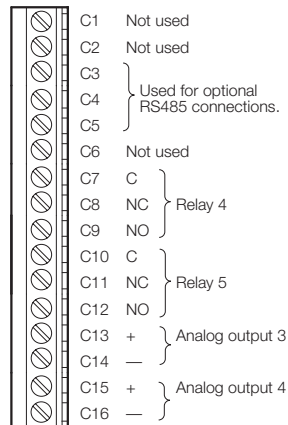 C1 Not used
C2 Not used
C3
C4 Used for optional
RS485 connections.
C5
C6 Not used
C7 C
C8 NC Relay 4
C9 NO
C10 C
C11 NC Relay 5
C12 NO
C13 + Analog output 3
C14 —
C15 + Analog output 4
C16 —